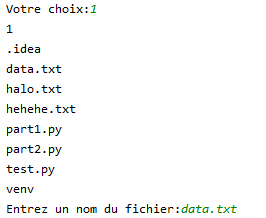 Votre choix:1
1
.idea
data.txt
halo.txt
hehehe.txt
part1.py
part2.py
test.py
venv
Entrez un nom du fichier:data.txt